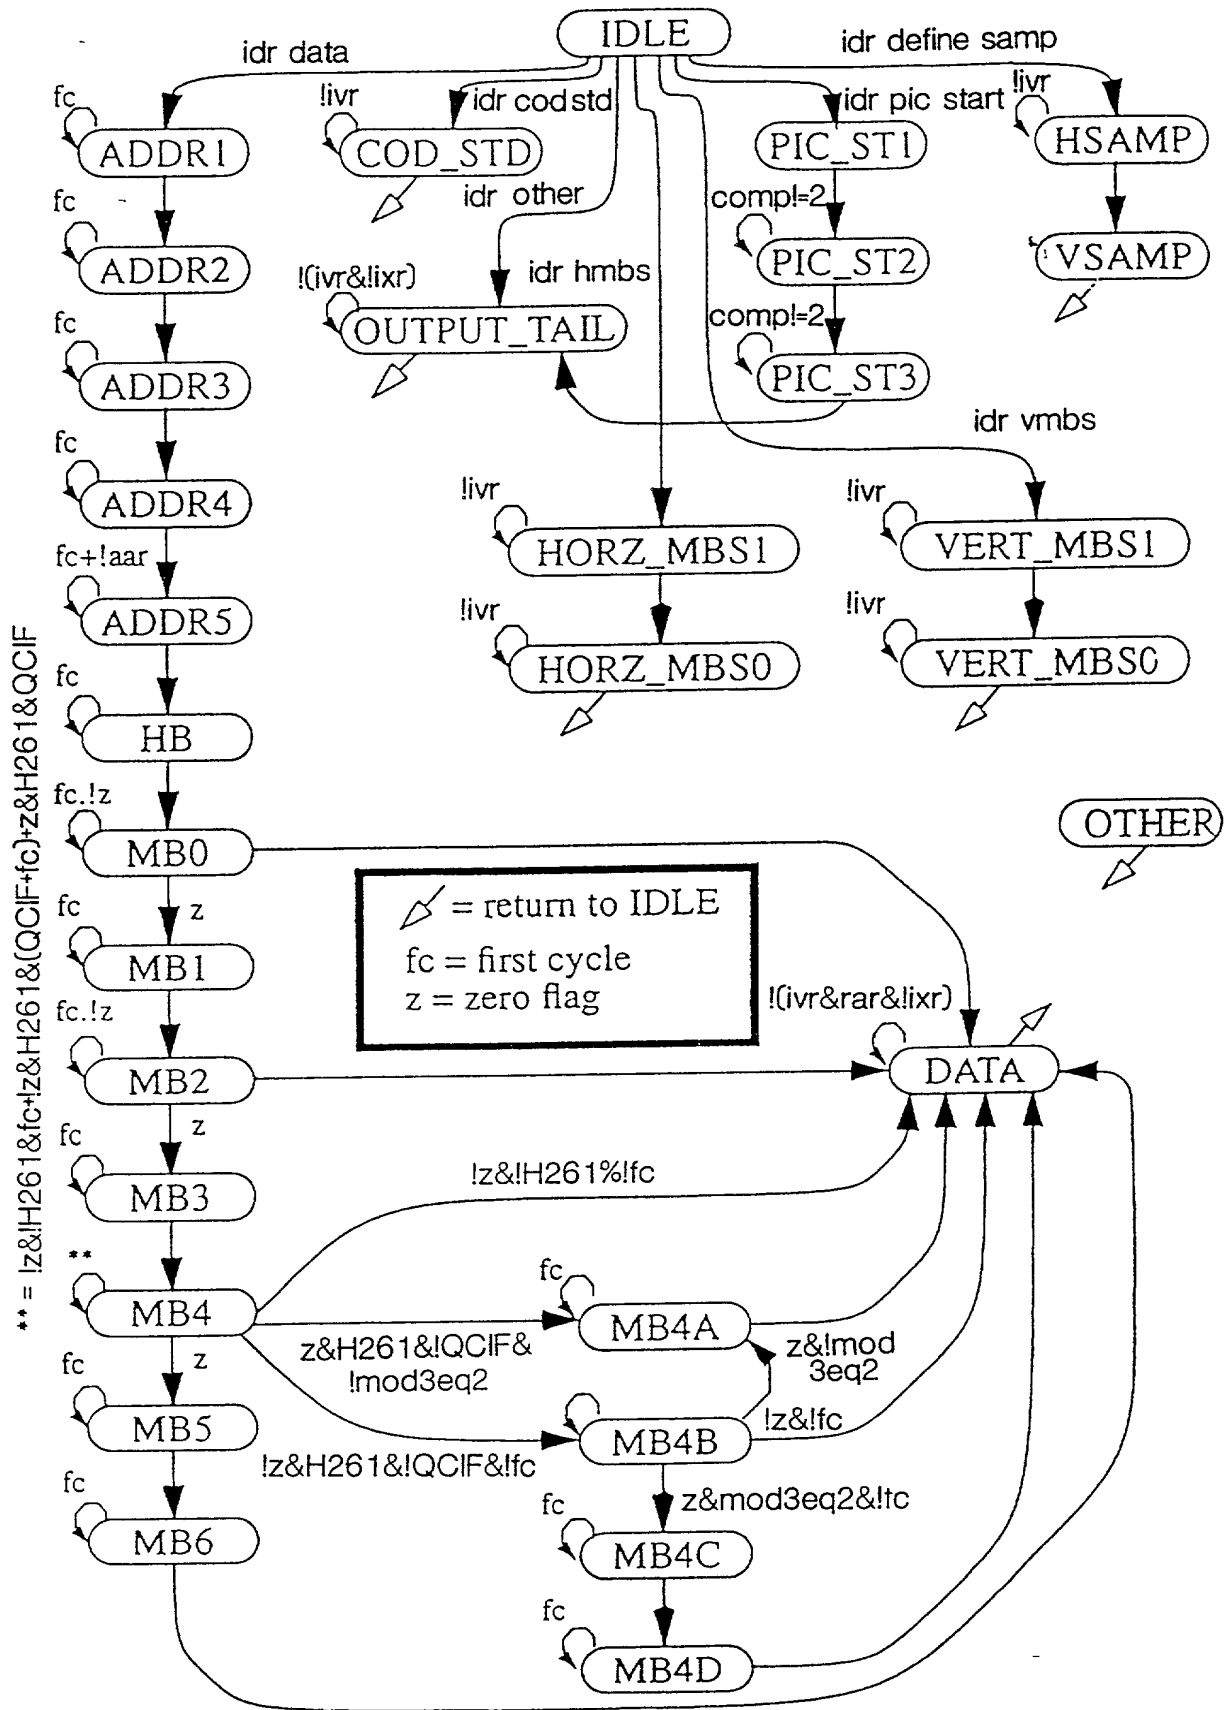 IDLE
idr data
idr define samp
fc
!ivr
idr codstd
idr pic start
!ivr
ADDR1
COD_STD
PIC_ST1
HSAMP
fc
idr other
comp!=2
ADDR2
PIC_ST2
VSAMP
!(ivr&!ixr)
idr hmbs
fc
OUTPUT_TAIL
comp!=2
ADDR3
PIC_ST3
idr vmbs
fc
ADDR4
!ivr
!ivr
HORZ_MBS1
VERT_MBS1
fc+!aar
ADDR5
!ivr
!ivr
HORZ_MBS0
VERT_MBS0
fc
HB
fc.!z
MB0
OTHER
= return to IDLE
fc = first cycle
z = zero flag
fc
z
MB1
fc.!z
!(ivr&rar&!ixr)
MB2
DATA
fc
z
MB3
!z&!H261%!fc
**
MB4
fc
MB4A
z&H261&!QCIF&
!mod3eq2
z&!mod
3eq2
fc
z
MB5
MB4B
!z&!fc
!z&H261&!QCIF&!fc
fc
MB6
z&mod3eq2&!fc
fc
MB4C
fc
MB4D
** = !z&!H261&fc+!z&H261&(QCIF+fc)+z&H261&QCIF